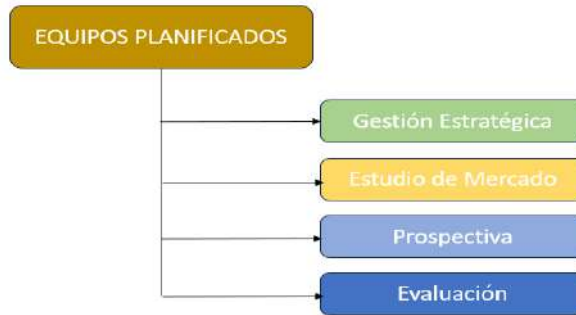 EQUIPOS PLANIFICADOS
Gestión Estratégica
Estudio de Mercado
Prospectiva
Evaluación